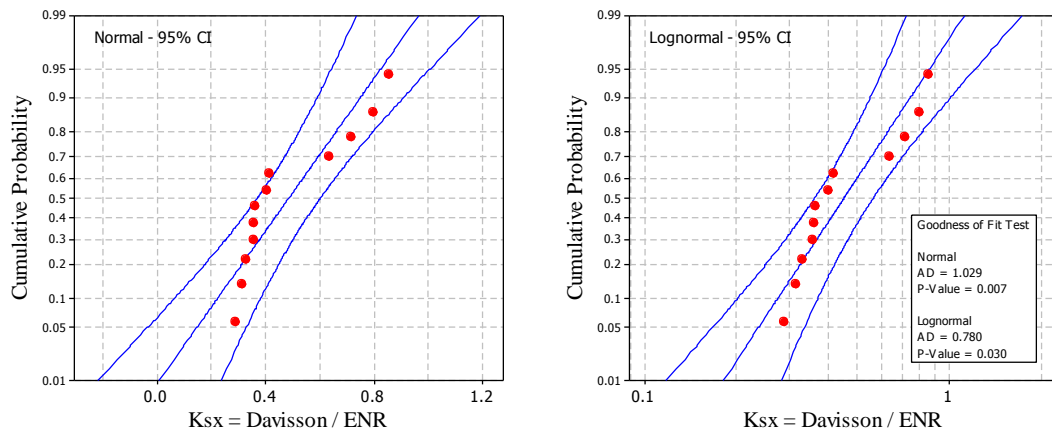 Normal - 95% CI
Cumulative Probability
0.99
0.95
0.9
0.8
0.7
0.6
0.5
0.4
0.3
0.2
0.1
0.05
0.01
0.0
0.4
0.8
1.2
Ksx = Davisson / ENR
Lognormal - 95% CI
Cumulative Probability
0.99
0.95
0.9
0.8
0.7
0.6
0.5
0.4
0.3
0.2
0.1
0.05
0.01
0.1
1
Ksx = Davisson / ENR
Goodness of Fit Test
Normal
AD = 1.029
P-Value = 0.007
Lognormal
AD = 0.780
P-Value = 0.030